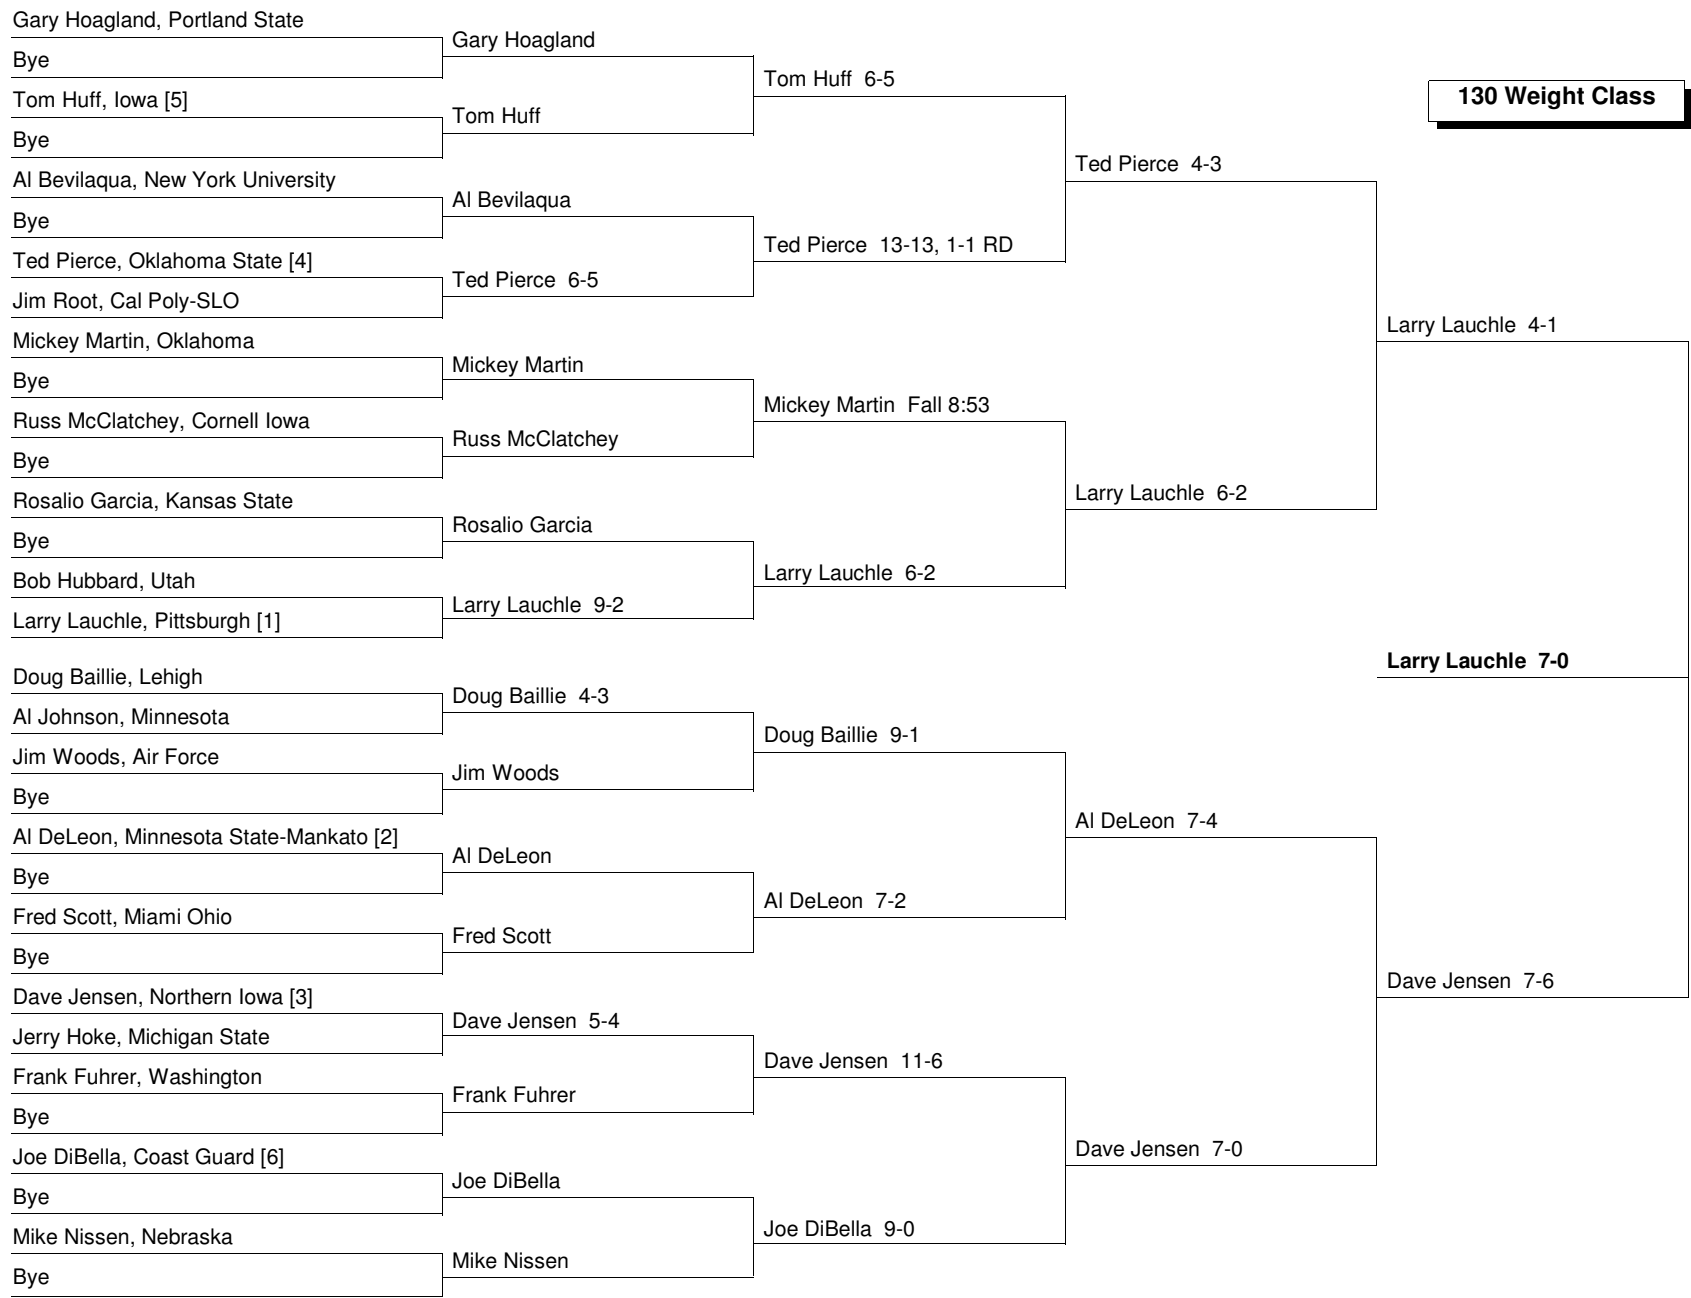 130 Weight Class
Gary Hoagland, Portland State
Bye
Tom Huff, Iowa [5]
Bye
Al Bevilaqua, New York University
Bye
Ted Pierce, Oklahoma State [4]
Jim Root, Cal Poly-SLO
Mickey Martin, Oklahoma
Bye
Russ McClatchey, Cornell Iowa
Bye
Rosalio Garcia, Kansas State
Bye
Bob Hubbard, Utah
Larry Lauchle, Pittsburgh [1]
Doug Baillie, Lehigh
Al Johnson, Minnesota
Jim Woods, Air Force
Bye
Al DeLeon, Minnesota State-Mankato [2]
Bye
Fred Scott, Miami Ohio
Bye
Dave Jensen, Northern Iowa [3]
Jerry Hoke, Michigan State
Frank Fuhrer, Washington
Bye
Joe DiBella, Coast Guard [6]
Bye
Mike Nissen, Nebraska
Bye
Gary Hoagland
Tom Huff
Al Bevilaqua
Ted Pierce 6-5
Mickey Martin
Russ McClatchey
Rosalio Garcia
Larry Lauchle 9-2
Doug Baillie 4-3
Jim Woods
Al DeLeon
Fred Scott
Dave Jensen 5-4
Frank Fuhrer
Joe DiBella
Mike Nissen
Tom Huff 6-5
Ted Pierce 13-13, 1-1 RD
Mickey Martin Fall 8:53
Larry Lauchle 6-2
Doug Baillie 9-1
Al DeLeon 7-2
Dave Jensen 11-6
Joe DiBella 9-0
Ted Pierce 4-3
Larry Lauchle 6-2
Al DeLeon 7-4
Dave Jensen 7-0
Larry Lauchle 4-1
Dave Jensen 7-6
Larry Lauchle 7-0